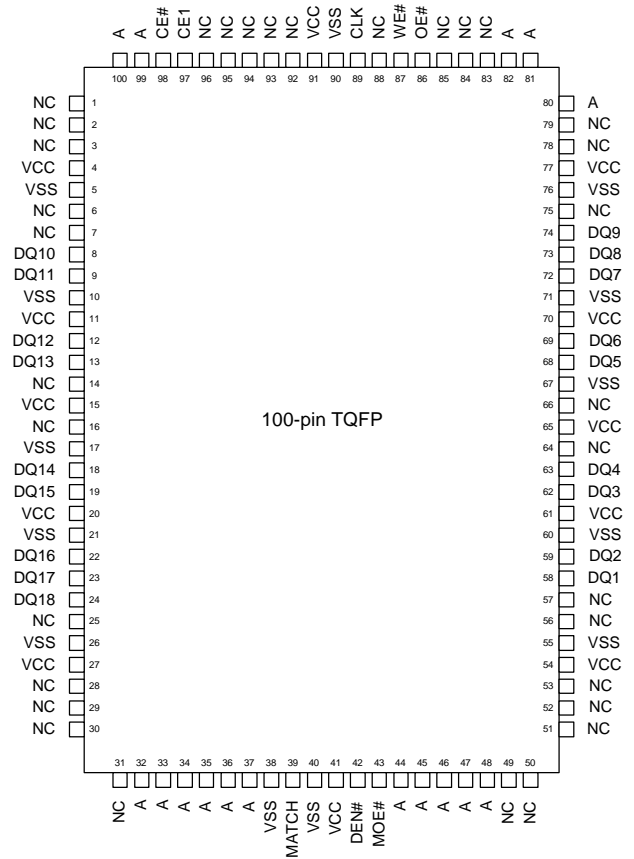 A A CE# CE1 NC NC NC NC NC VCC VSS CLK NC WE# OE# NC NC NC A A
100 99 98 97 96 95 94 93 92 91 90 89 88 87 86 85 84 83 82 81
NC 1 80 A
NC 2 79 NC
NC 3 78 NC
VCC 4 77 VCC
VSS 5 76 VSS
NC 6 75 NC
NC 7 74 DQ9
DQ10 8 73 DQ8
DQ11 9 72 DQ7
VSS 10 71 VSS
VCC 11 70 VCC
DQ12 12 69 DQ6
DQ13 13 68 DQ5
NC 14 67 VSS
VCC 15 66 NC
NC 16 65 VCC
100-pin TQFP
VSS 17 64 NC
DQ14 18 63 DQ4
DQ15 19 62 DQ3
VCC 20 61 VCC
VSS 21 60 VSS
DQ16 22 59 DQ2
DQ17 23 58 DQ1
DQ18 24 57 NC
NC 25 56 NC
VSS 26 55 VSS
VCC 27 54 VCC
NC 28 53 NC
NC 29 52 NC
NC 30 51 NC
31 32 33 34 35 36 37 38 39 40 41 42 43 44 45 46 47 48 49 50
NC A A A A A A VSS MATCH VSS VCC DEN# MOE# A A A A A NC NC